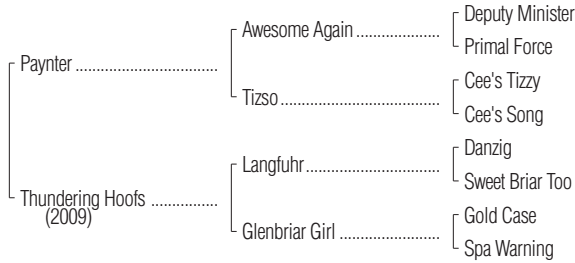 Deputy Minister
Awesome Again ..................
Primal Force
Paynter ...............................
Cee's Tizzy
Tizso ..................................
Cee's Song
Danzig
Langfuhr.............................
Sweet Briar Too
Thundering Hoofs ................
(2009)
Gold Case
Glenbriar Girl .....................
Spa Warning